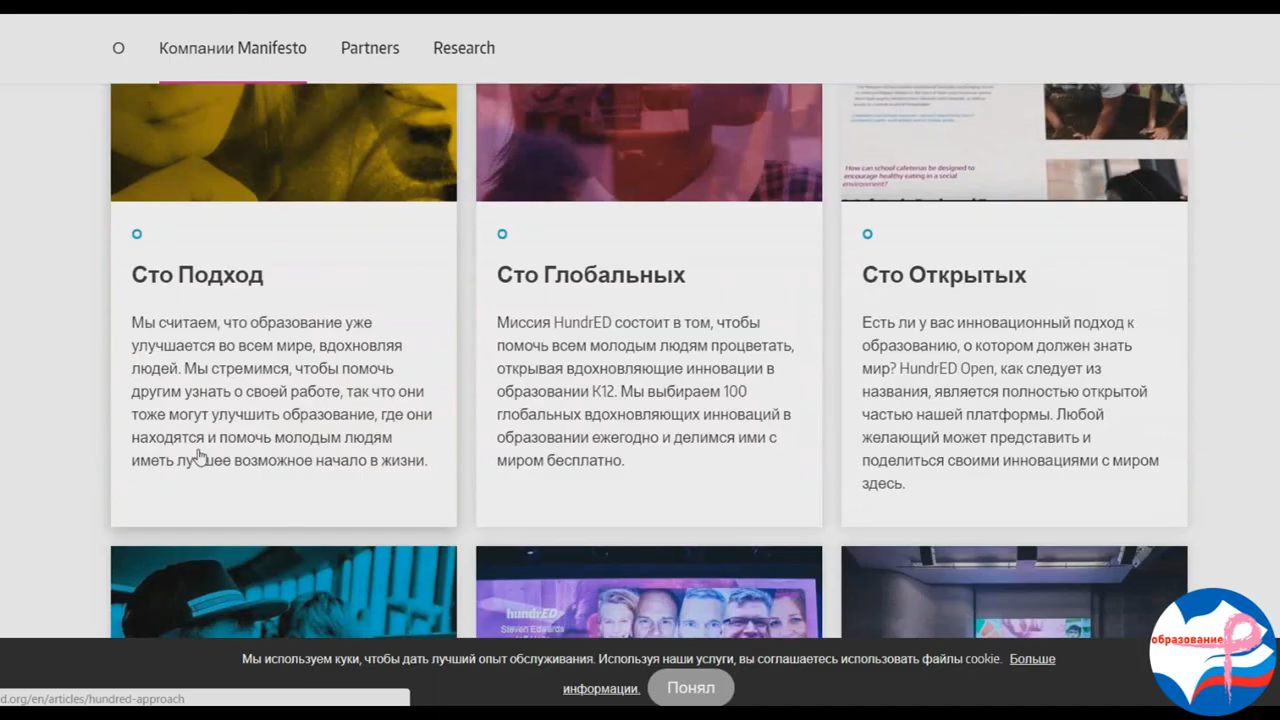 О
Компании Manifesto
Partners
Research
How can school cafeterias be designed to
encourage healthy eating in a social
environment?
Сто Подход
Мы считаем, что образование уже
улучшается во всем мире, вдохновляя
людей. Мы стремимся, чтобы помочь
другим узнать о своей работе, так что они
тоже могут улучшить образование, где они
находятся и помочь молодым людям
иметь лучшее возможное начало в жизни.
Сто Глобальных
Миссия HundrED состоит в том, чтобы
помочь всем молодым людям процветать,
открывая вдохновляющие инновации в
образовании K12. Мы выбираем 100
глобальных вдохновляющих инноваций в
образовании ежегодно и делимся ими с
миром бесплатно.
Сто Открытых
Есть ли у вас инновационный подход к
образованию, о котором должен знать
мир? HundrED Open, как следует из
названия, является полностью открытой
частью нашей платформы. Любой
желающий может представить и
поделиться своими инновациями с миром
здесь.
hundrED
Steven Edwards
Мы используем куки, чтобы дать лучший опыт обслуживания. Используя наши услуги, вы соглашаетесь использовать файлы cookie. Больше
информации. Понял
d.org/en/articles/hundred-approach
образование